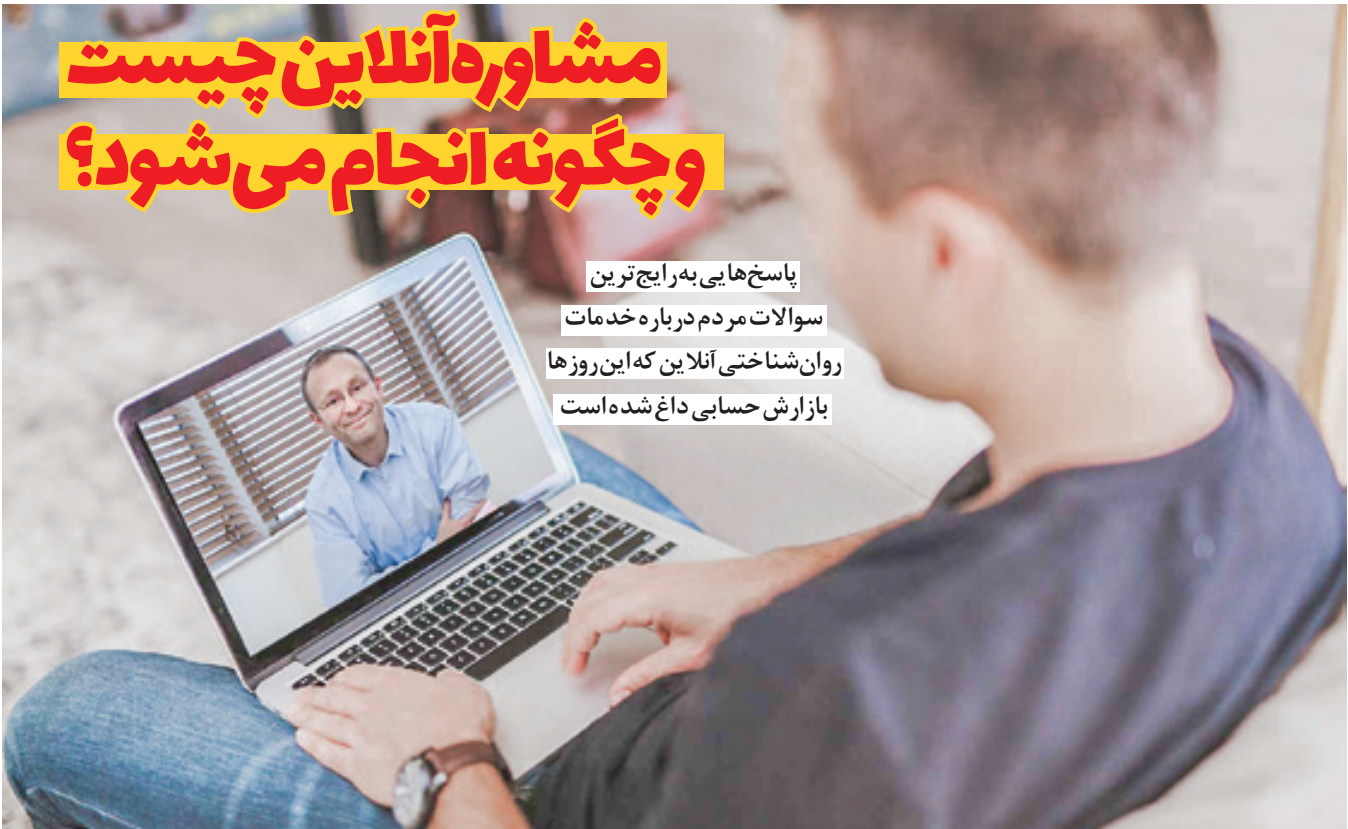 مشاوره آنلاین چیست
و چگونه انجام می‌شود؟
پاسخ‌هایی به رایج‌ترین
سوالات مردم درباره خدمات
روان‌شناختی آنلاین که این روزها
بازارش حسابی داغ شده است